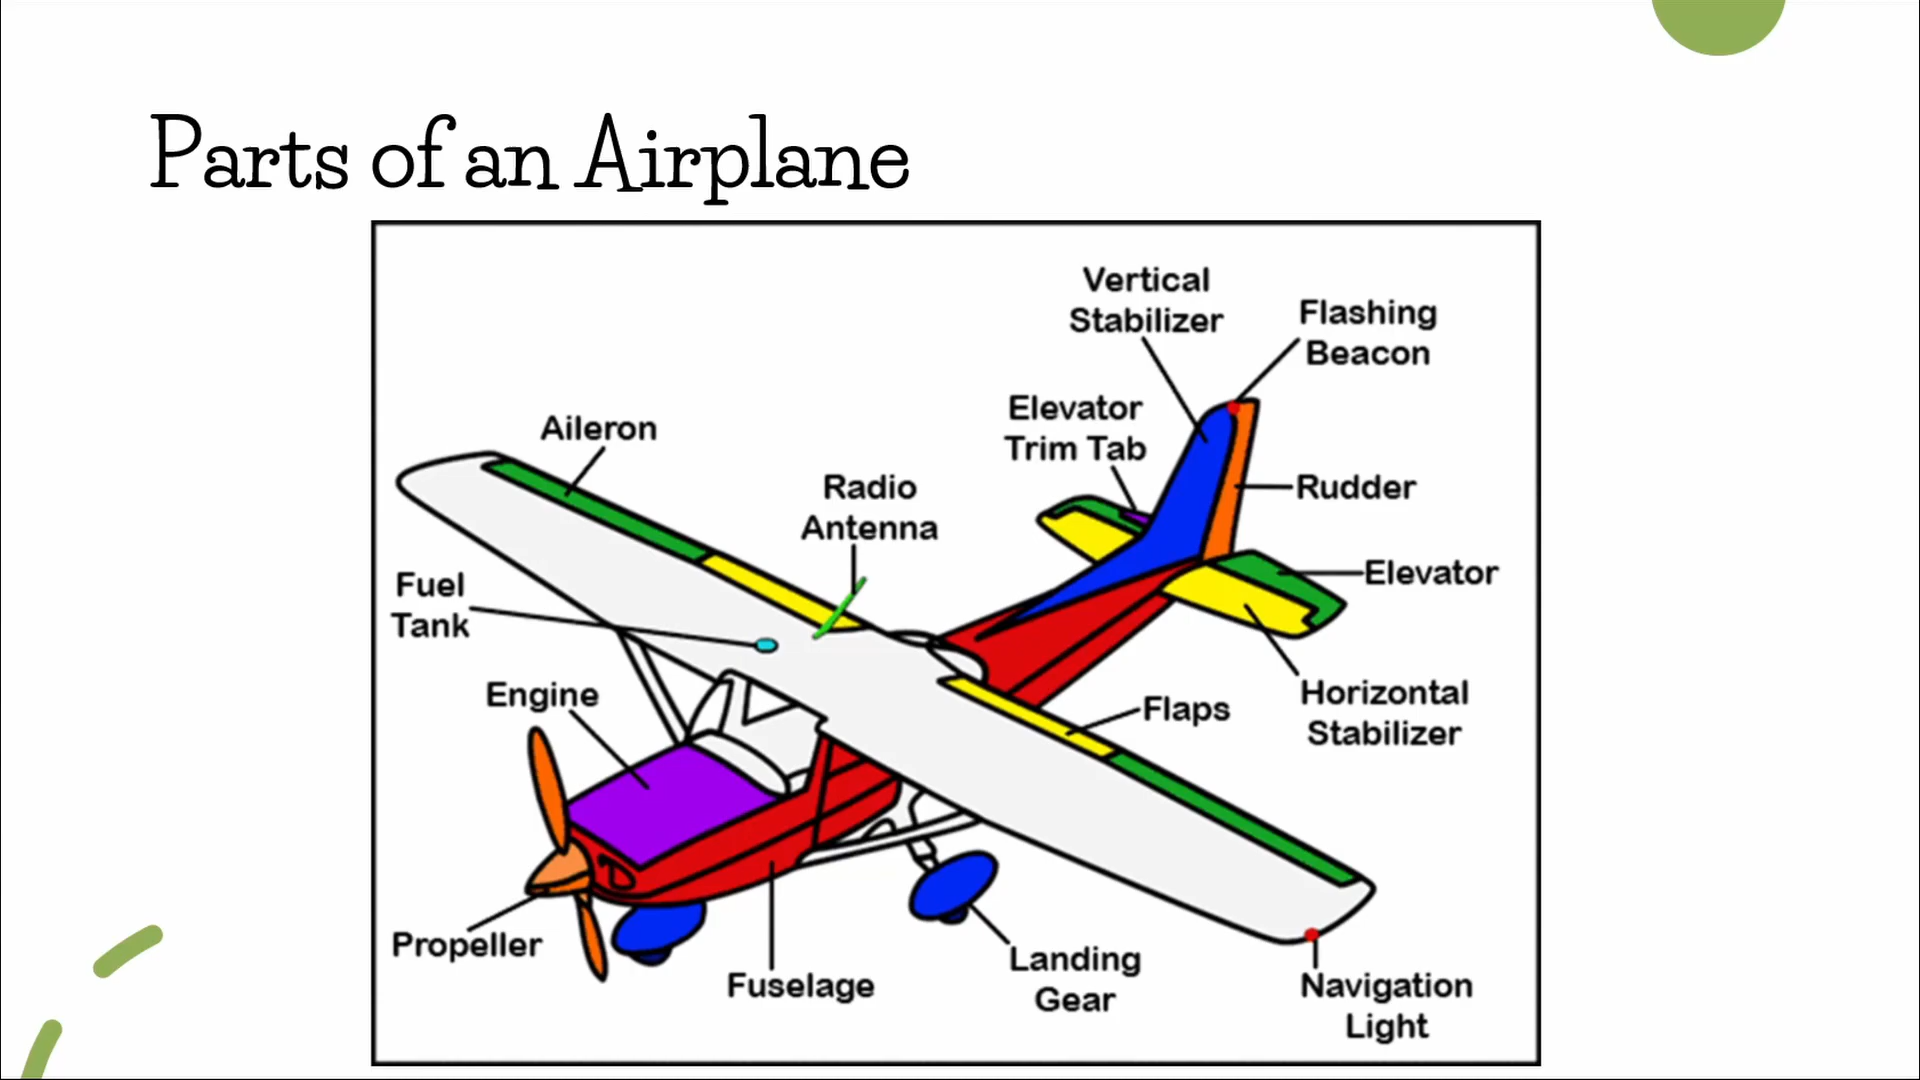 Parts of an Airplane
Vertical
Stabilizer
Flashing
Beacon
Elevator
Trim Tab
Aileron
Radio
Antenna
Rudder
Fuel
Tank
Elevator
Engine
Flaps
Horizontal
Stabilizer
Propeller
Fuselage
Landing
Gear
Navigation
Light